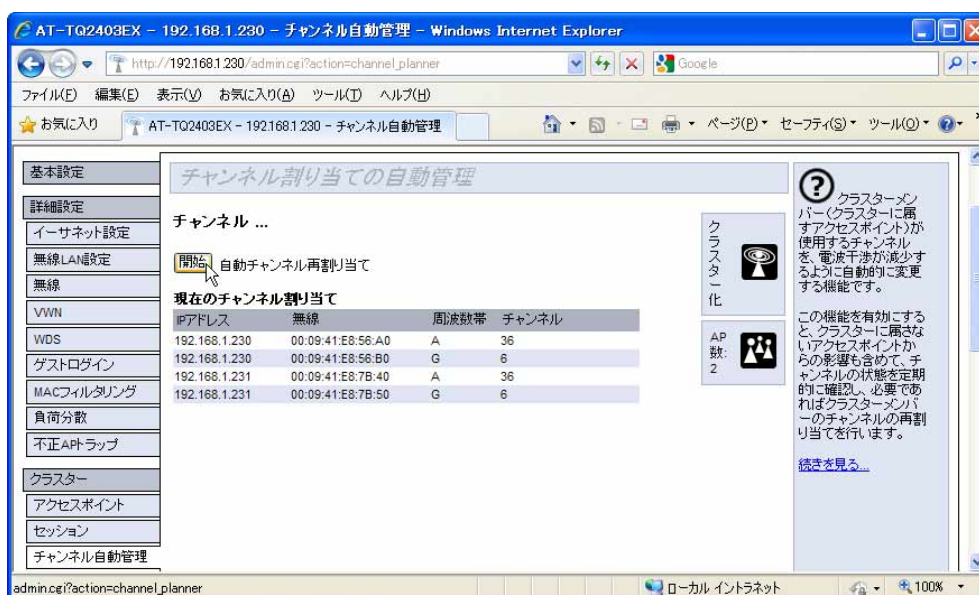 AT-TQ2403EX - 192.168.1.230 - チャンネル自動管理 - Windows Internet Explorer
http://192.168.1.230/admin.cgi?action=channel_planner
Google
ファイル(F) 編集(E) 表示(V) お気に入り(A) ツール(T) ヘルプ(H)
お気に入り
AT-TQ2403EX - 192.168.1.230 - チャンネル自動管理
ページ(P) セーフティ(S) ツール(O)
基本設定
詳細設定
イーサネット設定
無線LAN設定
無線
VWN
WDS
ゲストログイン
MACフィルタリング
負荷分散
不正APトラップ
クラスター
アクセスポイント
セッション
チャンネル自動管理
チャンネル割り当ての自動管理
チャンネル ...
開始 自動チャンネル再割り当て
現在のチャンネル割り当て
IPアドレス 無線 周波数帯 チャンネル
192.168.1.230 00:09:41:E8:56:A0 A 36
192.168.1.230 00:09:41:E8:56:B0 G 6
192.168.1.231 00:09:41:E8:7B:40 A 36
192.168.1.231 00:09:41:E8:7B:50 G 6
クラスター化
AP
数:
2
クラスターメン
バー(クラスターに属
すアクセスポイント)が
使用するチャンネル
を、電波干渉が減少す
るように自動的に変更
する機能です。
この機能を有効にする
と、クラスターに属さな
いアクセスポイントか
らの影響も含めて、チ
ャンネルの状態を定期
的に確認し、必要であ
ればクラスターメンバ
ーのチャンネルの再割
り当てを行います。
続きを見る...
admin.cgi?action=channel_planner
ローカル イントラネット
100%